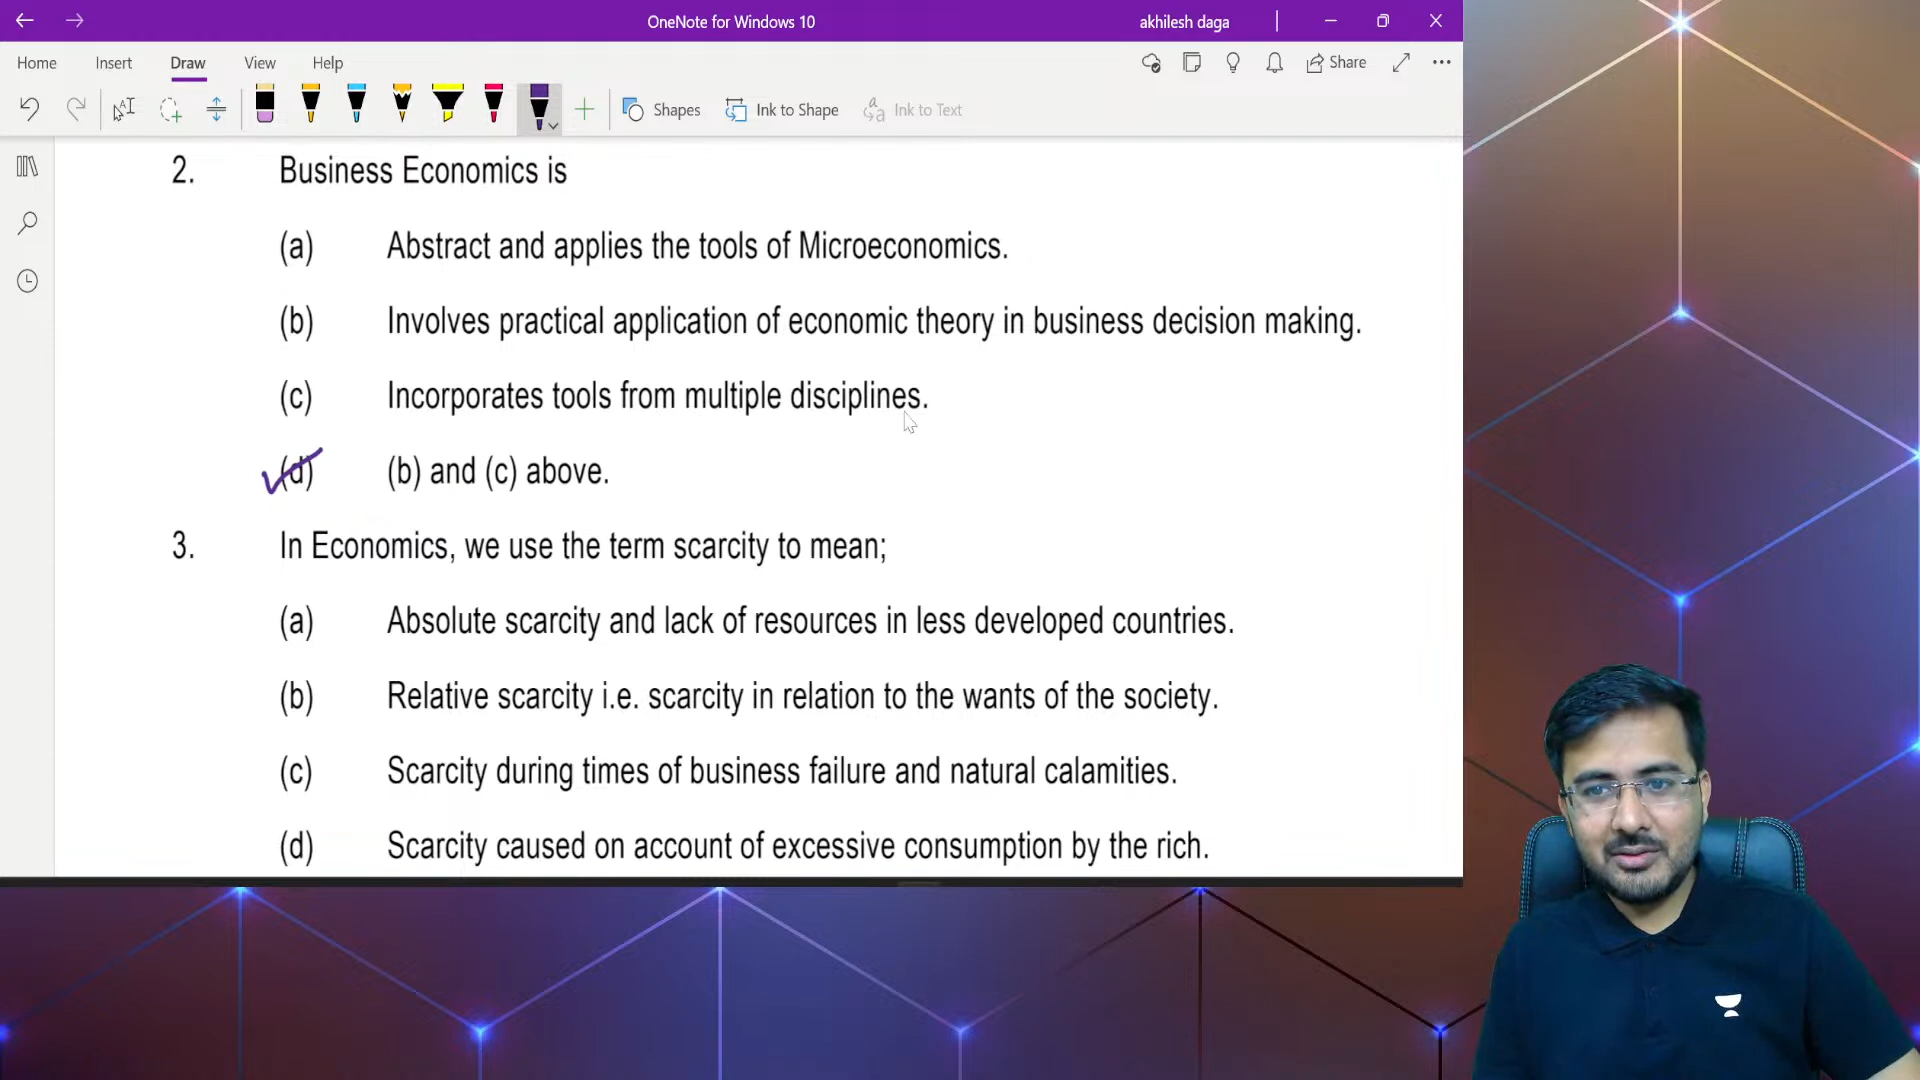 OneNote for Windows 10
akhilesh daga
Home Insert Draw View Help
Share
Shapes Ink to Shape Ink to Text
2. Business Economics is
(a) Abstract and applies the tools of Microeconomics.
(b) Involves practical application of economic theory in business decision making.
(c) Incorporates tools from multiple disciplines.
(d) (b) and (c) above.
3. In Economics, we use the term scarcity to mean;
(a) Absolute scarcity and lack of resources in less developed countries.
(b) Relative scarcity i.e. scarcity in relation to the wants of the society.
(c) Scarcity during times of business failure and natural calamities.
(d) Scarcity caused on account of excessive consumption by the rich.